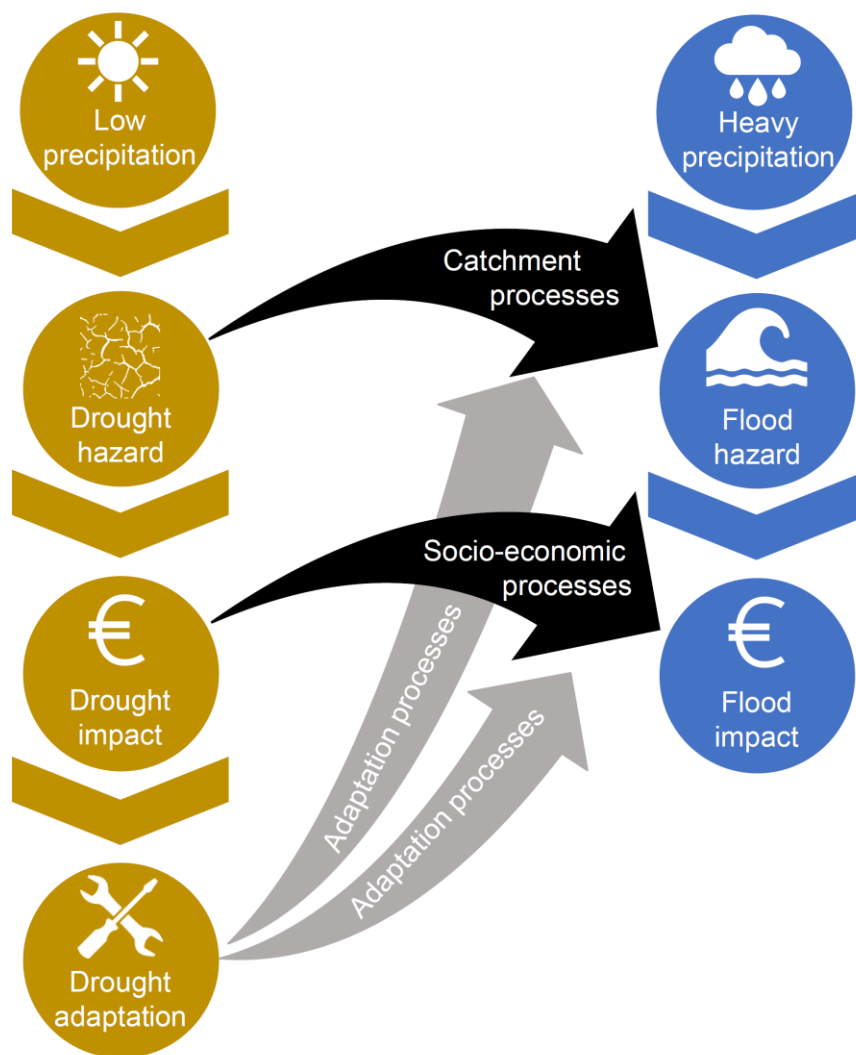 Low
precipitation
Heavy
precipitation
Catchment
processes
Drought
hazard
Flood
hazard
Socio-economic
processes
€
Drought
impact
€
Flood
impact
Adaptation processes
Adaptation processes
Drought
adaptation